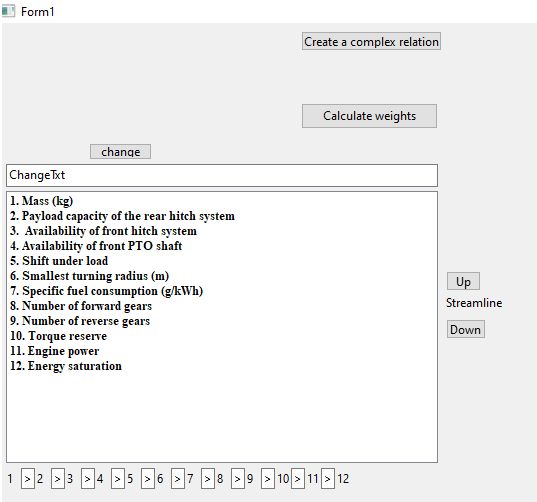 Form1
Create a complex relation
Calculate weights
change
ChangeTxt
1. Mass (kg)
2. Payload capacity of the rear hitch system
3.  Availability of front hitch system
4. Availability of front PTO shaft
5. Shift under load
6. Smallest turning radius (m)
7. Specific fuel consumption (g/kWh)
8. Number of forward gears
9. Number of reverse gears
10. Torque reserve
11. Engine power
12. Energy saturation
Up
Streamline
Down
1 > 2 > 3 > 4 > 5 > 6 > 7 > 8 > 9 > 10 > 11 > 12